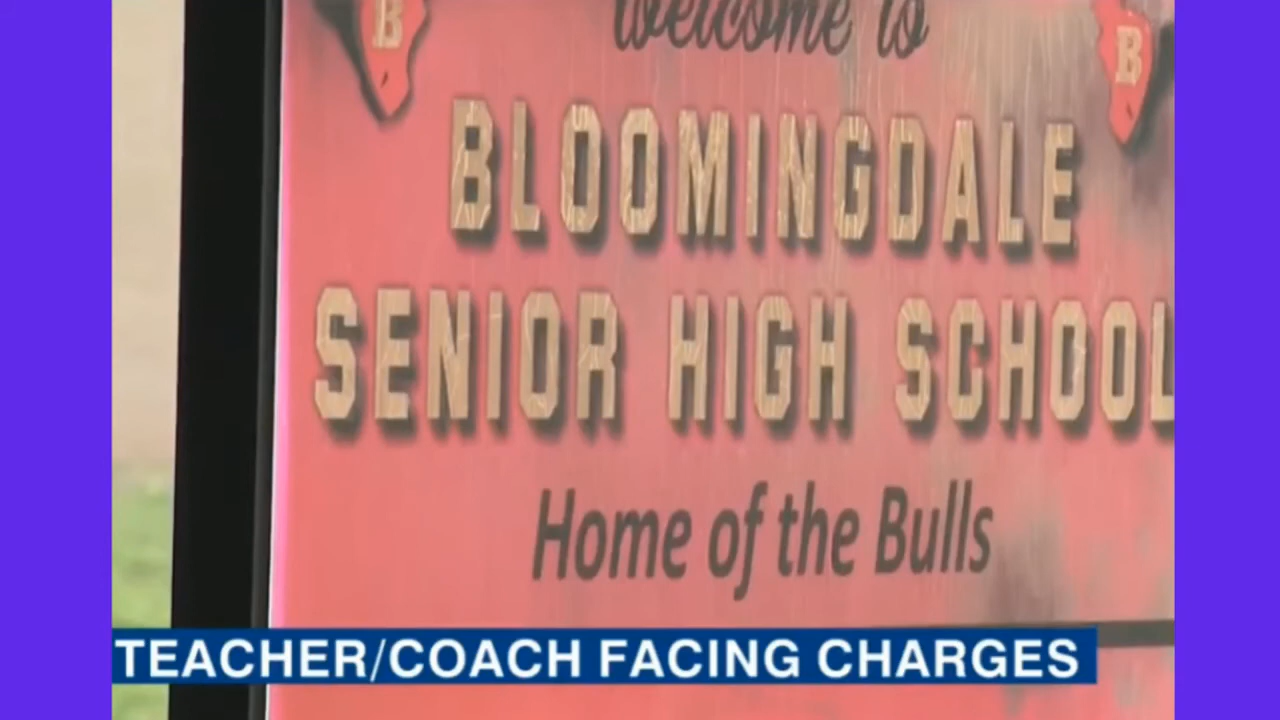 B
B
welcome to
BLOOMINGDALE
SENIOR HIGH SCHOOL
Home of the Bulls
TEACHER/COACH FACING CHARGES